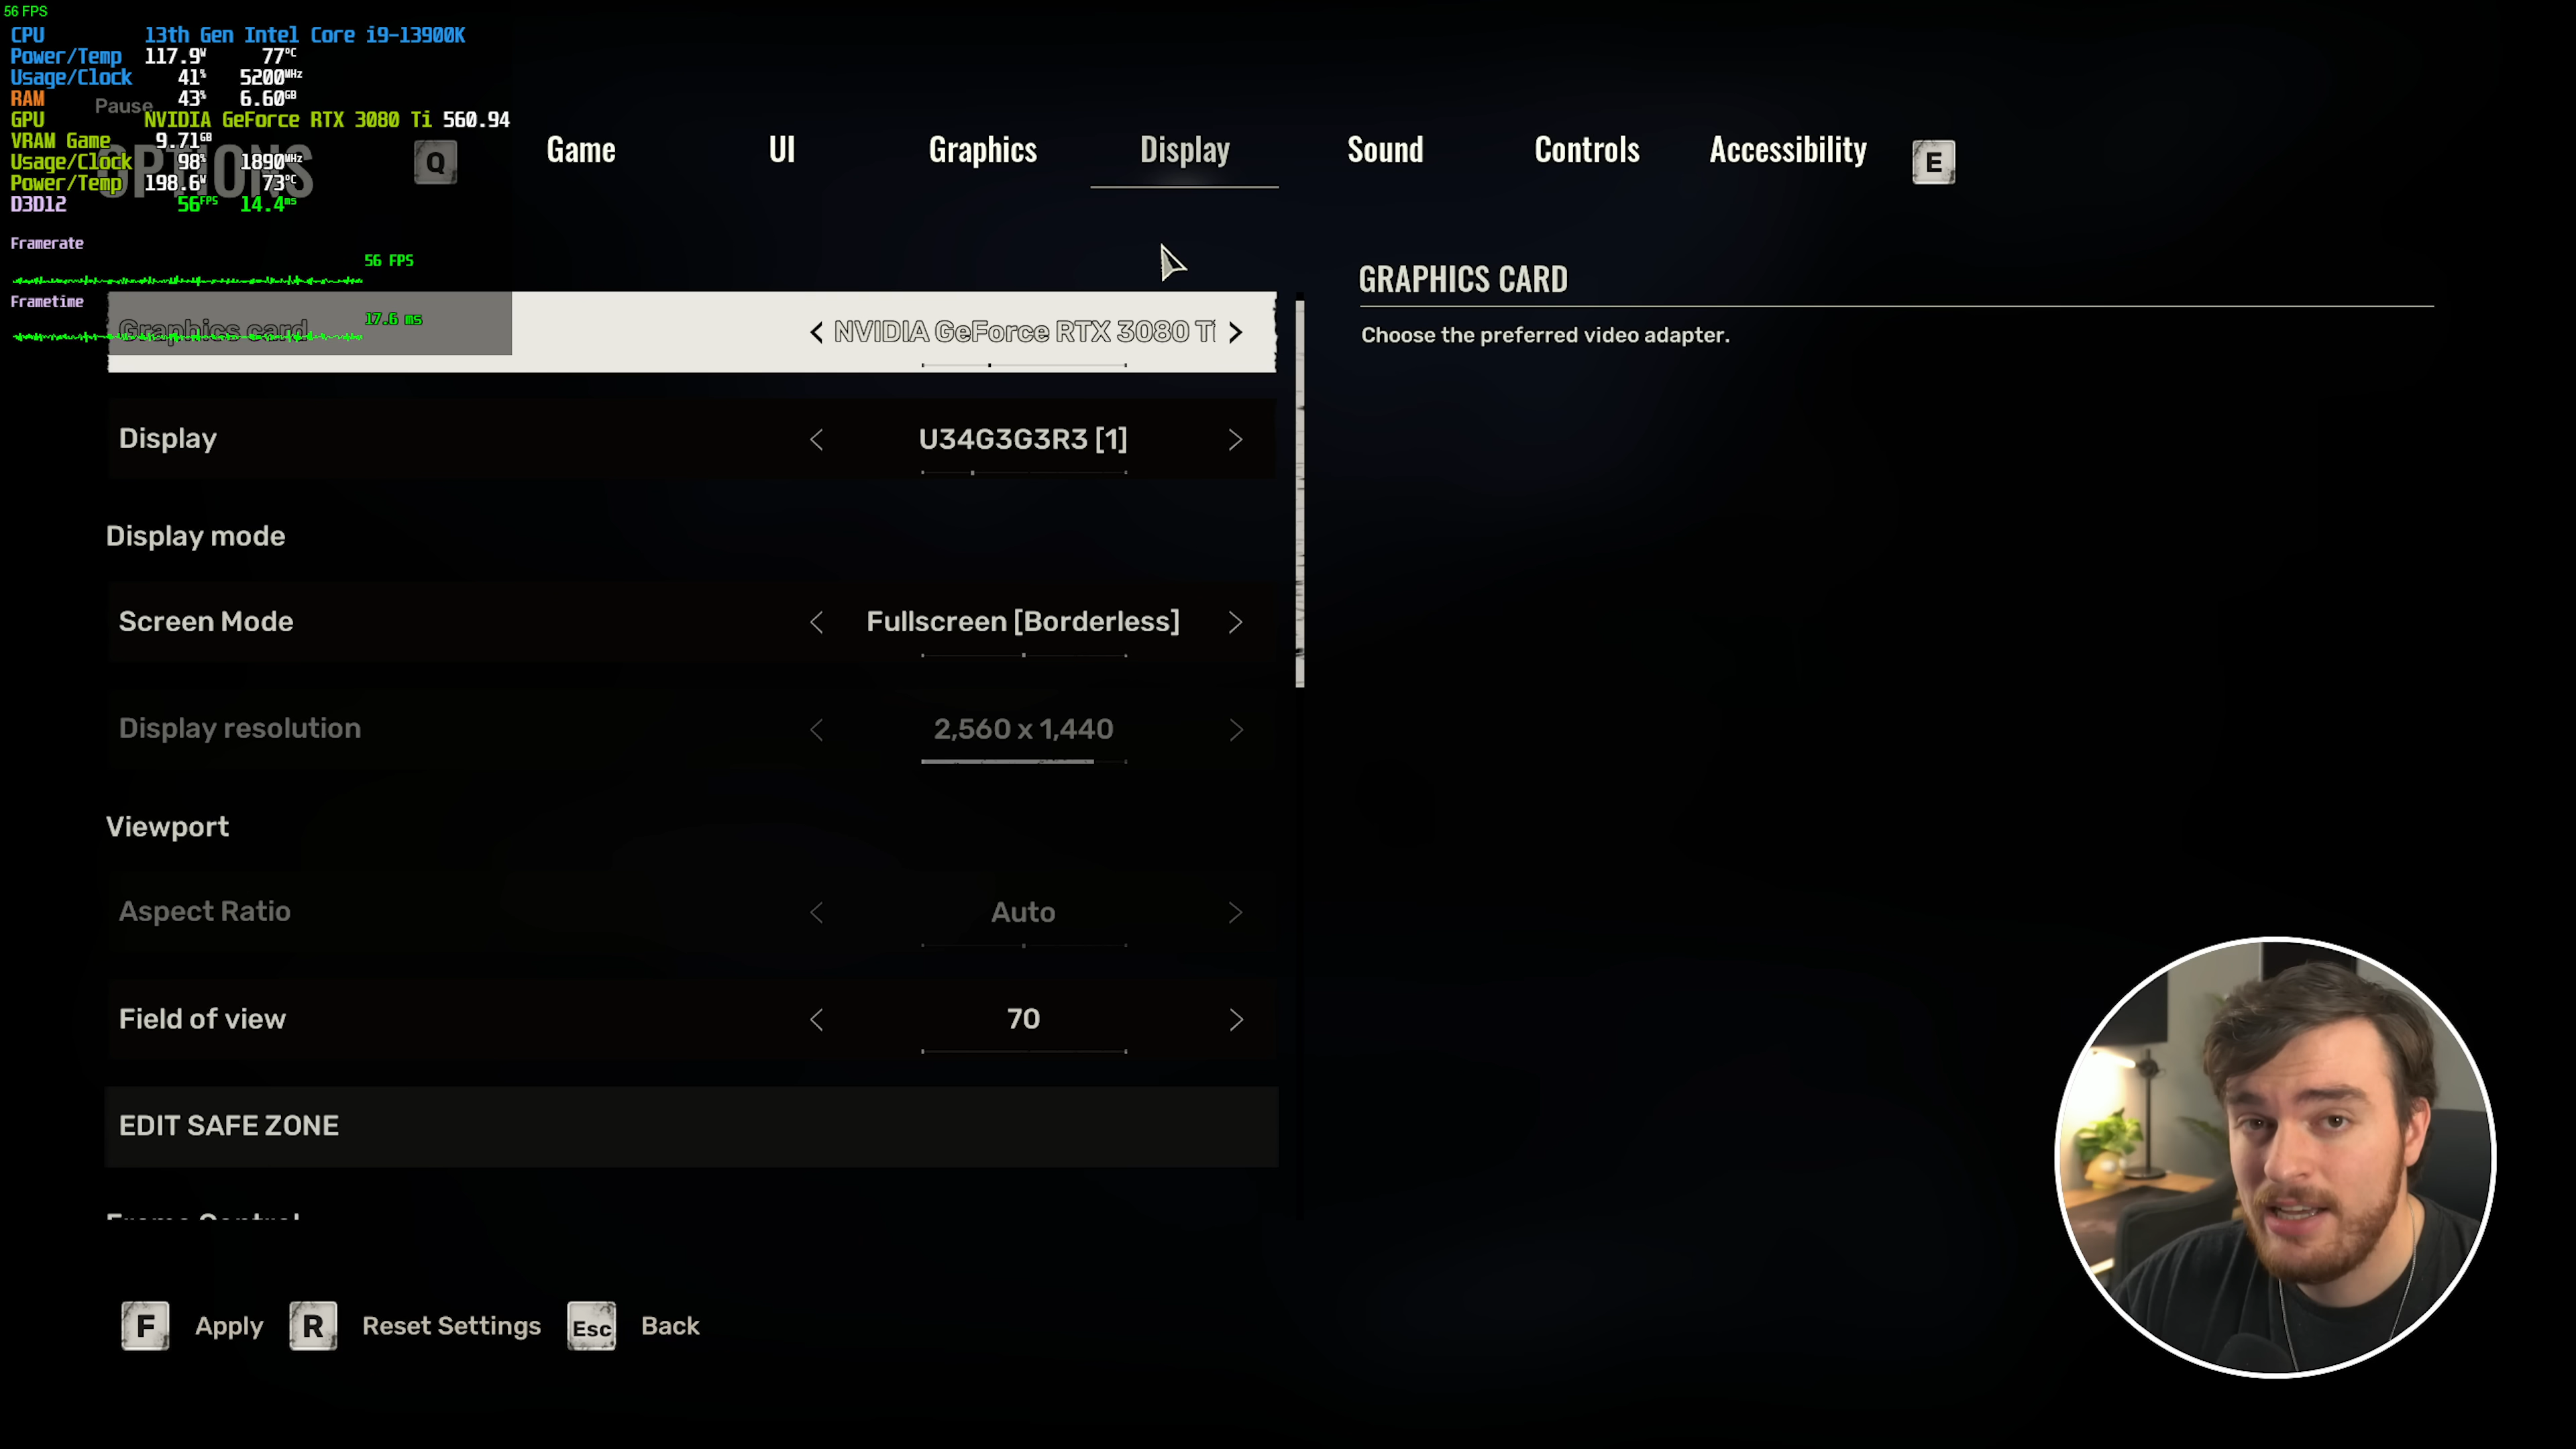 56 FPS
CPU 13th Gen Intel Core i9-13900K
Power/Temp 117.9W 77°C
Usage/Clock 41% 5200MHz
RAM 43% 6.60GB
Pause
GPU NVIDIA GeForce RTX 3080 Ti 560.94
VRAM Game 9.71GB
Usage/Clock 98% 1890MHz
Power/Temp 198.6W 73°C
D3D12 56FPS 14.4ms
OPTIONS
Q Game UI Graphics Display Sound Controls Accessibility E
Framerate
56 FPS
Frametime
17.6 ms
Graphics card < NVIDIA GeForce RTX 3080 Ti >
Display < U34G3G3R3 [1] >
Display mode
Screen Mode < Fullscreen [Borderless] >
Display resolution < 2,560 x 1,440 >
Viewport
Aspect Ratio < Auto >
Field of view < 70 >
EDIT SAFE ZONE
Frame Control
F Apply R Reset Settings Esc Back
GRAPHICS CARD
Choose the preferred video adapter.